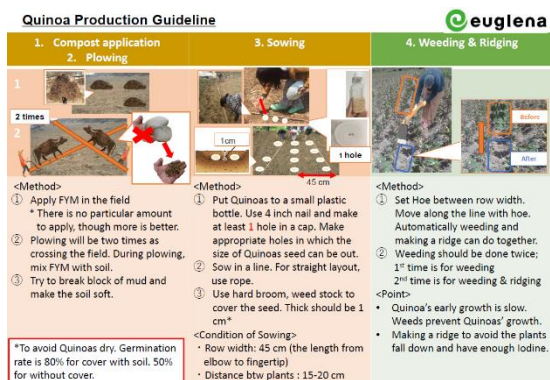 Quinoa Production Guideline
euglena
1. Compost application
2. Plowing
3. Sowing
4. Weeding & Ridging
1
2 times
2
1cm
1 hole
45 cm
Before
After
<Method>
① Apply FYM in the field
* There is no particular amount
to apply, though more is better.
② Plowing will be two times as
crossing the field. During plowing,
mix FYM with soil.
③ Try to break block of mud and
make the soil soft.
*To avoid Quinoas dry. Germination
rate is 80% for cover with soil. 50%
for without cover.
<Method>
① Put Quinoas to a small plastic
bottle. Use 4 inch nail and make
at least 1 hole in a cap. Make
appropriate holes in which the
size of Quinoas seed can be out.
② Sow in a line. For straight layout,
use rope.
③ Use hard broom, weed stock to
cover the seed. Thick should be 1
cm*
<Condition of Sowing>
・Row width: 45 cm (the length from
elbow to fingertip)
・Distance btw plants : 15-20 cm
<Method>
① Set Hoe between row width.
Move along the line with hoe.
Automatically weeding and
making a ridge can do together.
② Weeding should be done twice;
1st time is for weeding
2nd time is for weeding & ridging
<Point>
• Quinoa's early growth is slow.
Weeds prevent Quinoas' growth.
• Making a ridge to avoid the plants
fall down and have enough Iodine.